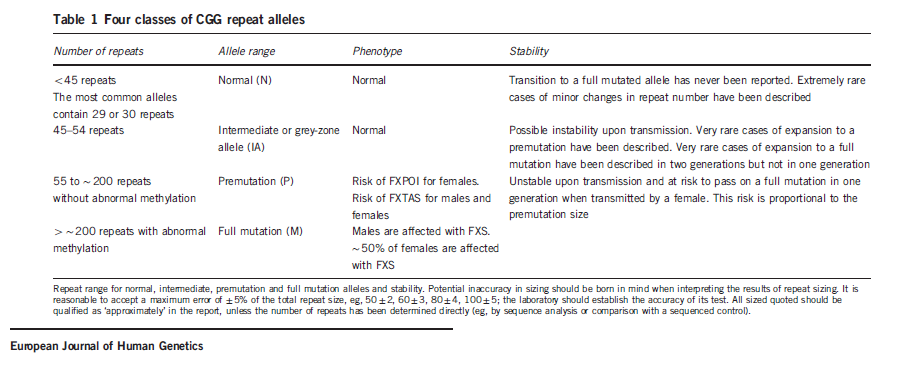 Table 1 Four classes of CGG repeat alleles
Number of repeats Allele range Phenotype Stability
<45 repeats Normal (N) Normal Transition to a full mutated allele has never been reported. Extremely rare
The most common alleles cases of minor changes in repeat number have been described
contain 29 or 30 repeats
45–54 repeats Intermediate or grey-zone Normal Possible instability upon transmission. Very rare cases of expansion to a
allele (IA) premutation have been described. Very rare cases of expansion to a full
mutation have been described in two generations but not in one generation
55 to ~200 repeats Premutation (P) Risk of FXPOI for females. Unstable upon transmission and at risk to pass on a full mutation in one
without abnormal methylation Risk of FXTAS for males and generation when transmitted by a female. This risk is proportional to the
females premutation size
>~200 repeats with abnormal Full mutation (M) Males are affected with FXS.
methylation ~50% of females are affected
with FXS
Repeat range for normal, intermediate, premutation and full mutation alleles and stability. Potential inaccuracy in sizing should be born in mind when interpreting the results of repeat sizing. It is
reasonable to accept a maximum error of ±5% of the total repeat size, eg, 50±2, 60±3, 80±4, 100±5; the laboratory should establish the accuracy of its test. All sized quoted should be
qualified as 'approximately' in the report, unless the number of repeats has been determined directly (eg, by sequence analysis or comparison with a sequenced control).
European Journal of Human Genetics